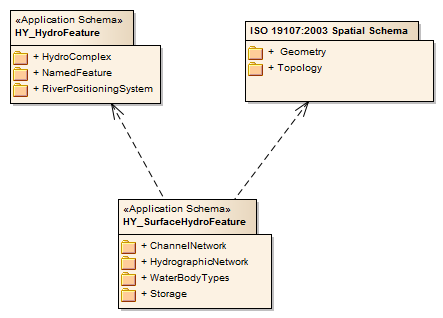 «Application Schema»
HY_HydroFeature
+ HydroComplex
+ NamedFeature
+ RiverPositioningSystem
ISO 19107:2003 Spatial Schema
+ Geometry
+ Topology
«Application Schema»
HY_SurfaceHydroFeature
+ ChannelNetwork
+ HydrographicNetwork
+ WaterBodyTypes
+ Storage